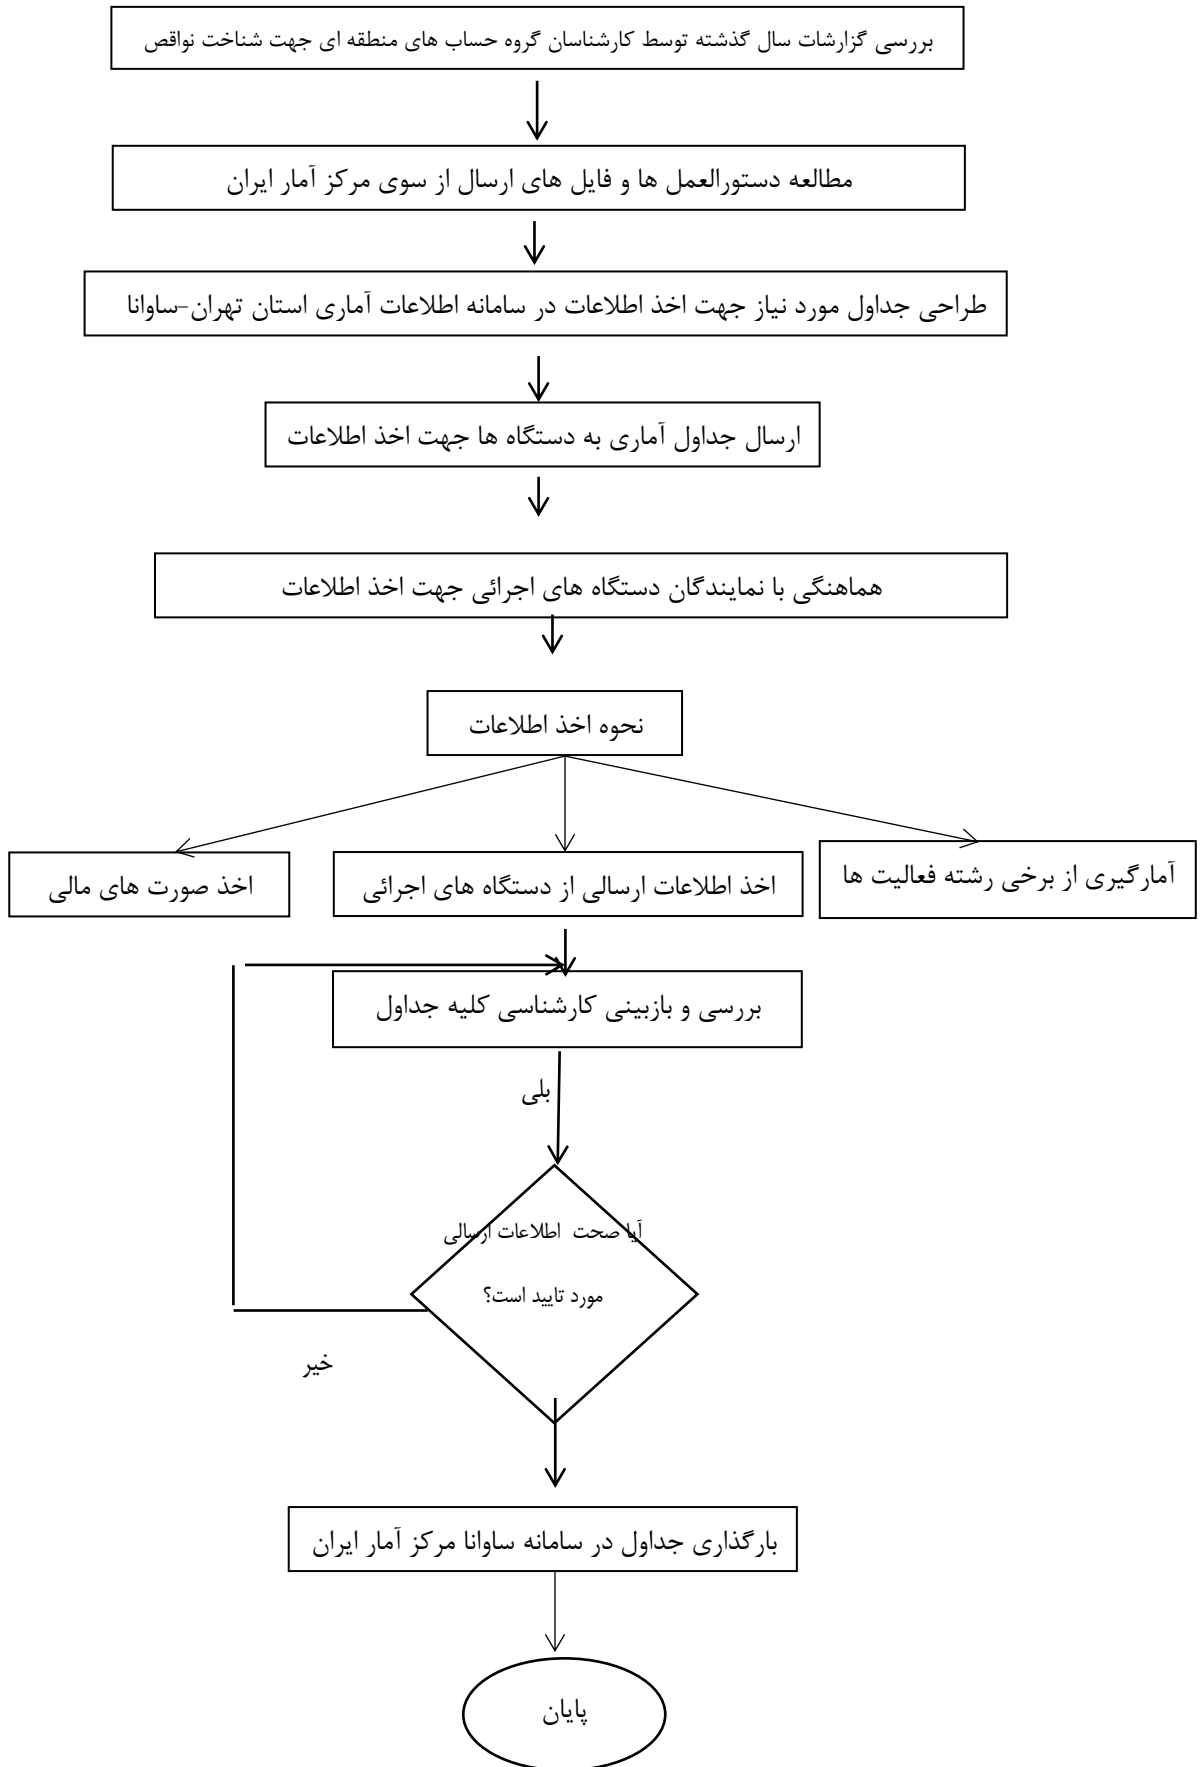 بررسی گزارشات سال گذشته توسط کارشناسان گروه حساب های منطقه ای جهت شناخت نواقص
مطالعه دستورالعمل ها و فایل های ارسال از سوی مرکز آمار ایران
طراحی جداول مورد نیاز جهت اخذ اطلاعات در سامانه اطلاعات آماری استان تهران-ساوانا
ارسال جداول آماری به دستگاه ها جهت اخذ اطلاعات
هماهنگی با نمایندگان دستگاه های اجرائی جهت اخذ اطلاعات
نحوه اخذ اطلاعات
آمارگیری از برخی رشته فعالیت ها
اخذ اطلاعات ارسالی از دستگاه های اجرائی
اخذ صورت های مالی
بررسی و بازبینی کارشناسی کلیه جداول
بلی
آیا صحت اطلاعات ارسالی
مورد تایید است؟
خیر
بارگذاری جداول در سامانه ساوانا مرکز آمار ایران
پایان